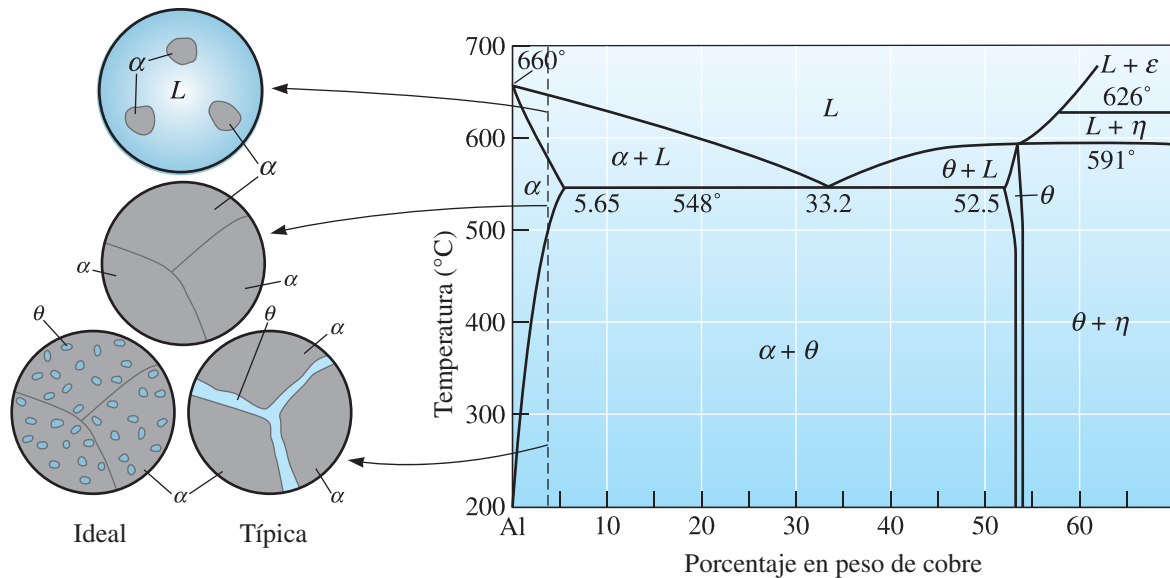 α
L
α
α
α
α
θ
α
α
α
θ
Ideal
Típica
Temperatura (°C)
700
600
500
400
300
200
660°
L
L + ε
626°
L + η
591°
α + L
θ + L
α
5.65
548°
33.2
52.5
θ
α + θ
θ + η
Al
10
20
30
40
50
60
Porcentaje en peso de cobre